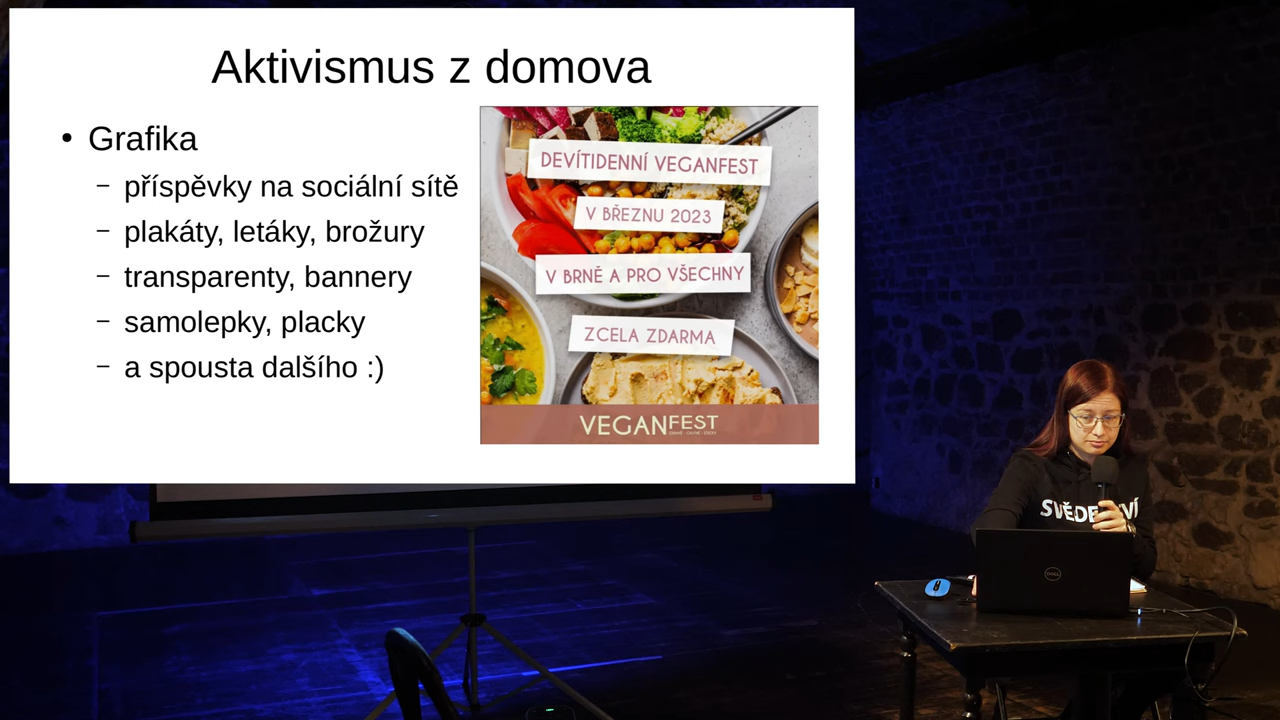 Aktivismus z domova
• Grafika
– příspěvky na sociální sítě
– plakáty, letáky, brožury
– transparenty, bannery
– samolepky, placky
– a spousta dalšího :)
DEVÍTIDENNÍ VEGANFEST
V BŘEZNU 2023
V BRNĚ A PRO VŠECHNY
ZCELA ZDARMA
VEGANFEST
DELL